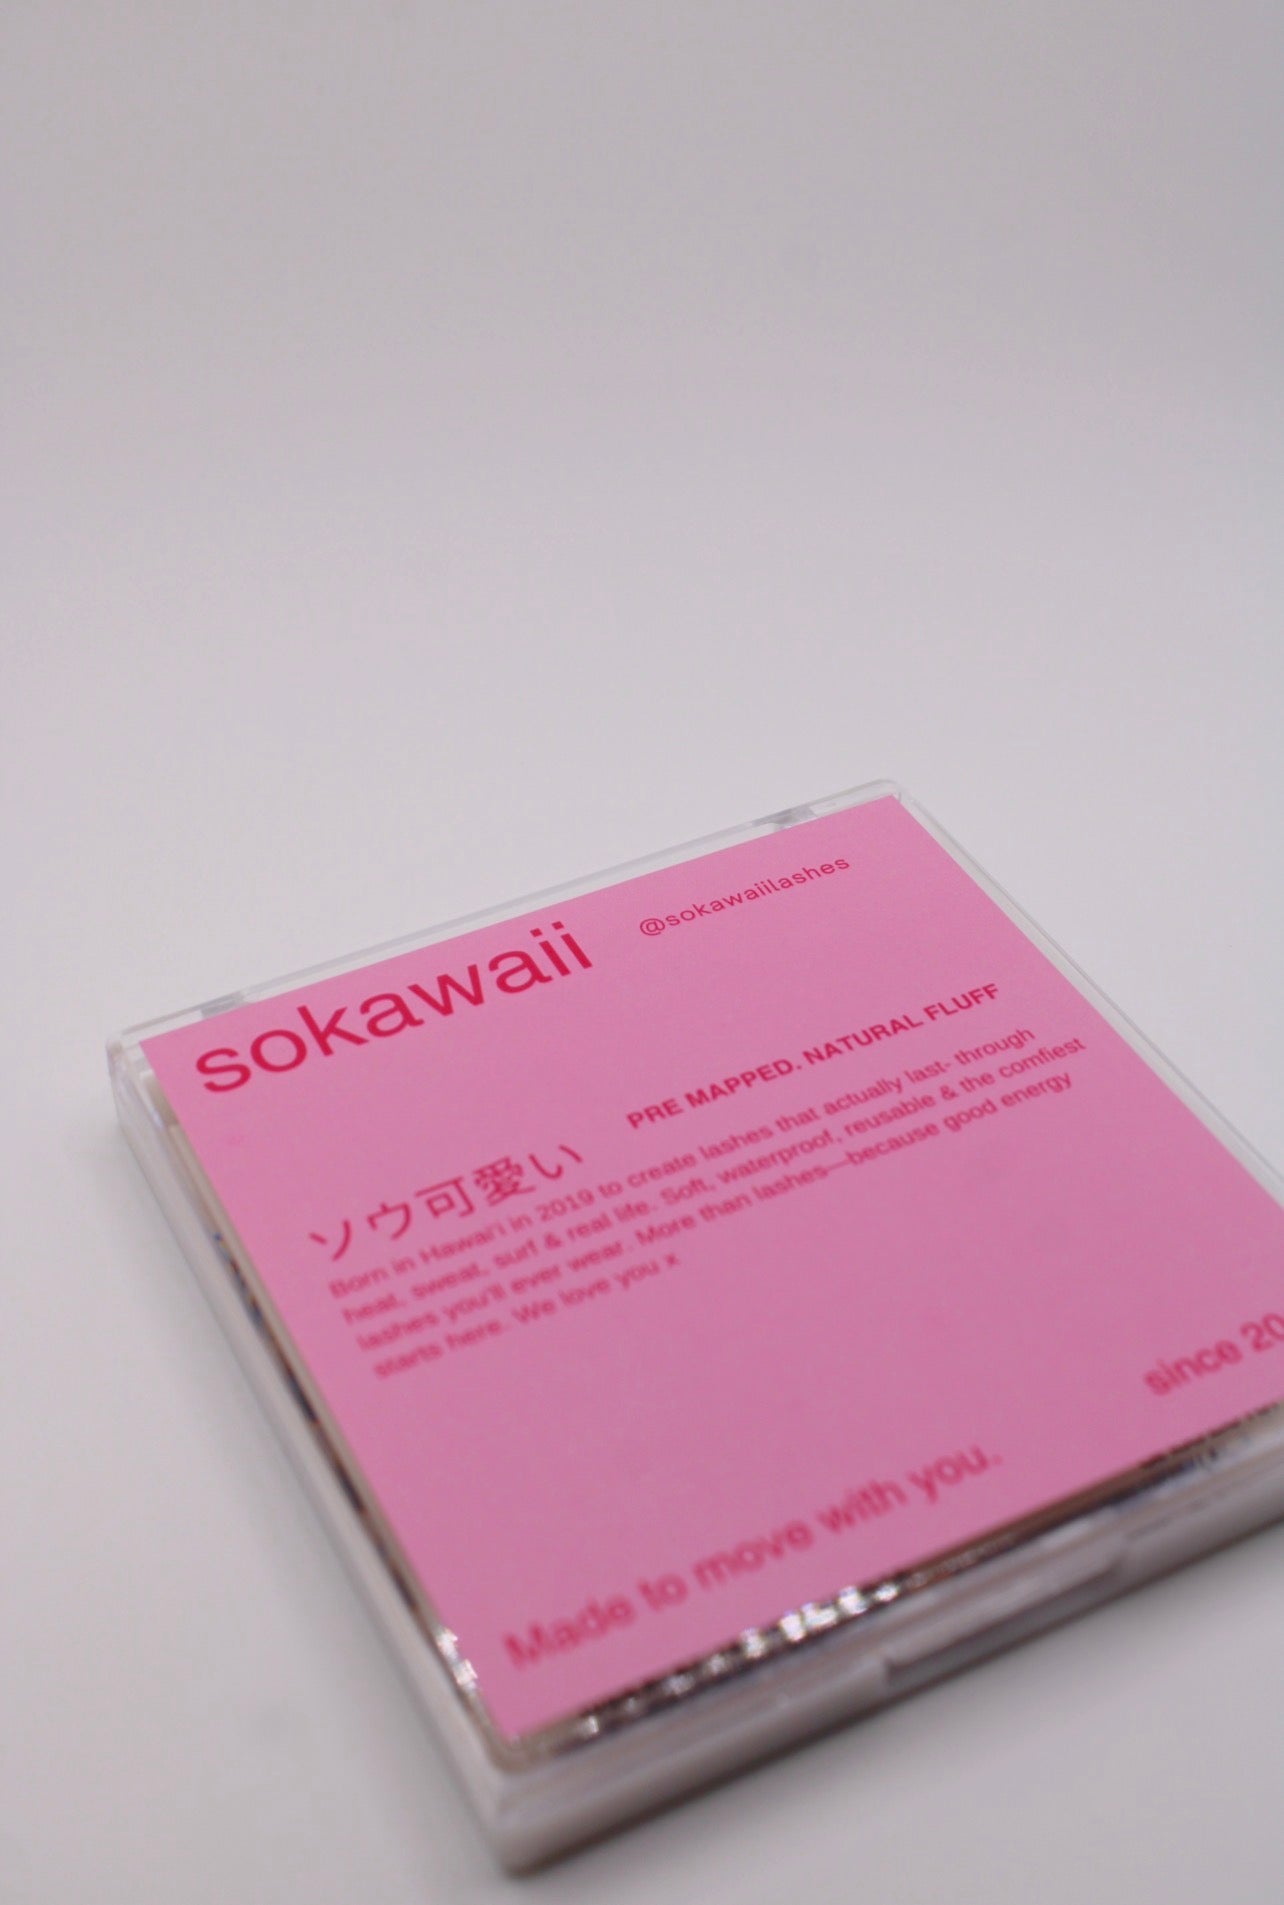 sokawaii
@sokawaiilashes
PRE MAPPED. NATURAL FLUFF
ソウ可愛い
Born in Hawai'i in 2019 to create lashes that actually last- through
heat, sweat, surf & real life. Soft, waterproof, reusable & the comfiest
lashes you'll ever wear. More than lashes—because good energy
starts here. We love you x
since 20
Made to move with you.